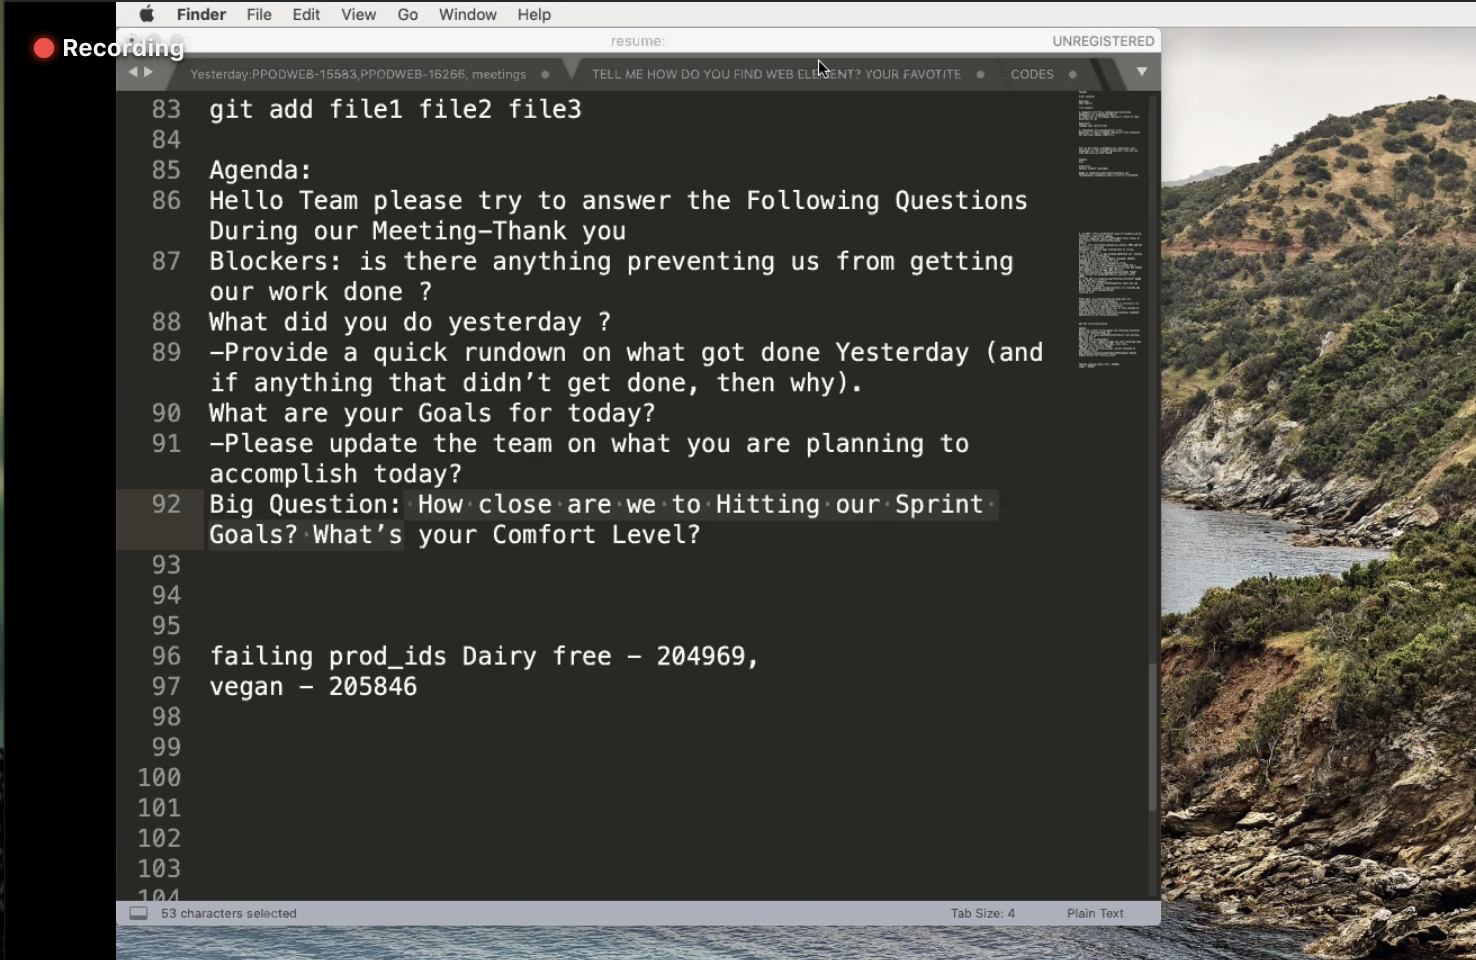 Finder File Edit View Go Window Help
Recording
resume:
UNREGISTERED
Yesterday:PPODWEB-15583,PPODWEB-16266, meetings
TELL ME HOW DO YOU FIND WEB ELEMENT? YOUR FAVOTITE
CODES
83 git add file1 file2 file3
84
85 Agenda:
86 Hello Team please try to answer the Following Questions
During our Meeting–Thank you
87 Blockers: is there anything preventing us from getting
our work done ?
88 What did you do yesterday ?
89 –Provide a quick rundown on what got done Yesterday (and
if anything that didn’t get done, then why).
90 What are your Goals for today?
91 –Please update the team on what you are planning to
accomplish today?
92 Big Question: How close are we to Hitting our Sprint
Goals? What’s your Comfort Level?
93
94
95
96 failing prod_ids Dairy free – 204969,
97 vegan – 205846
98
99
100
101
102
103
104
53 characters selected
Tab Size: 4
Plain Text